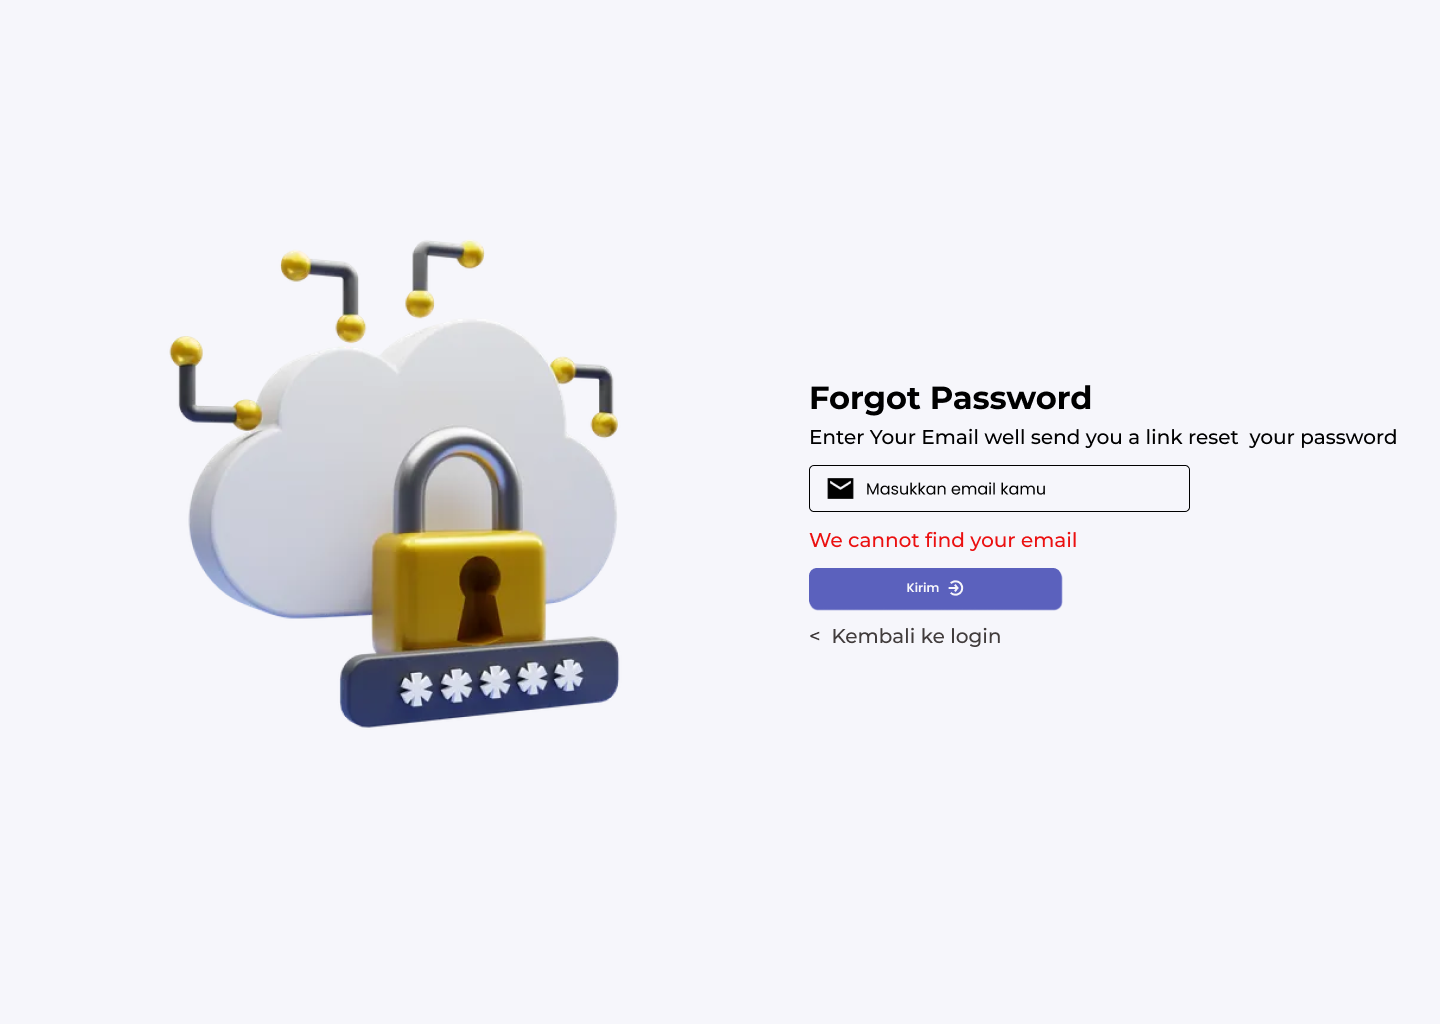 Forgot Password
Enter Your Email well send you a link reset  your password
Masukkan email kamu
We cannot find your email
Kirim
<  Kembali ke login
*****